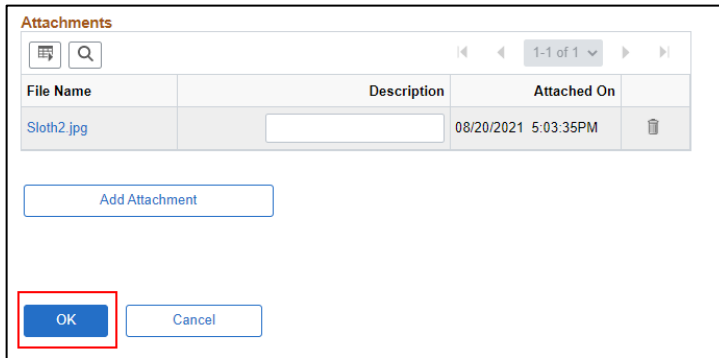 Attachments
1-1 of 1
File Name Description Attached On
Sloth2.jpg 08/20/2021 5:03:35PM
Add Attachment
OK Cancel